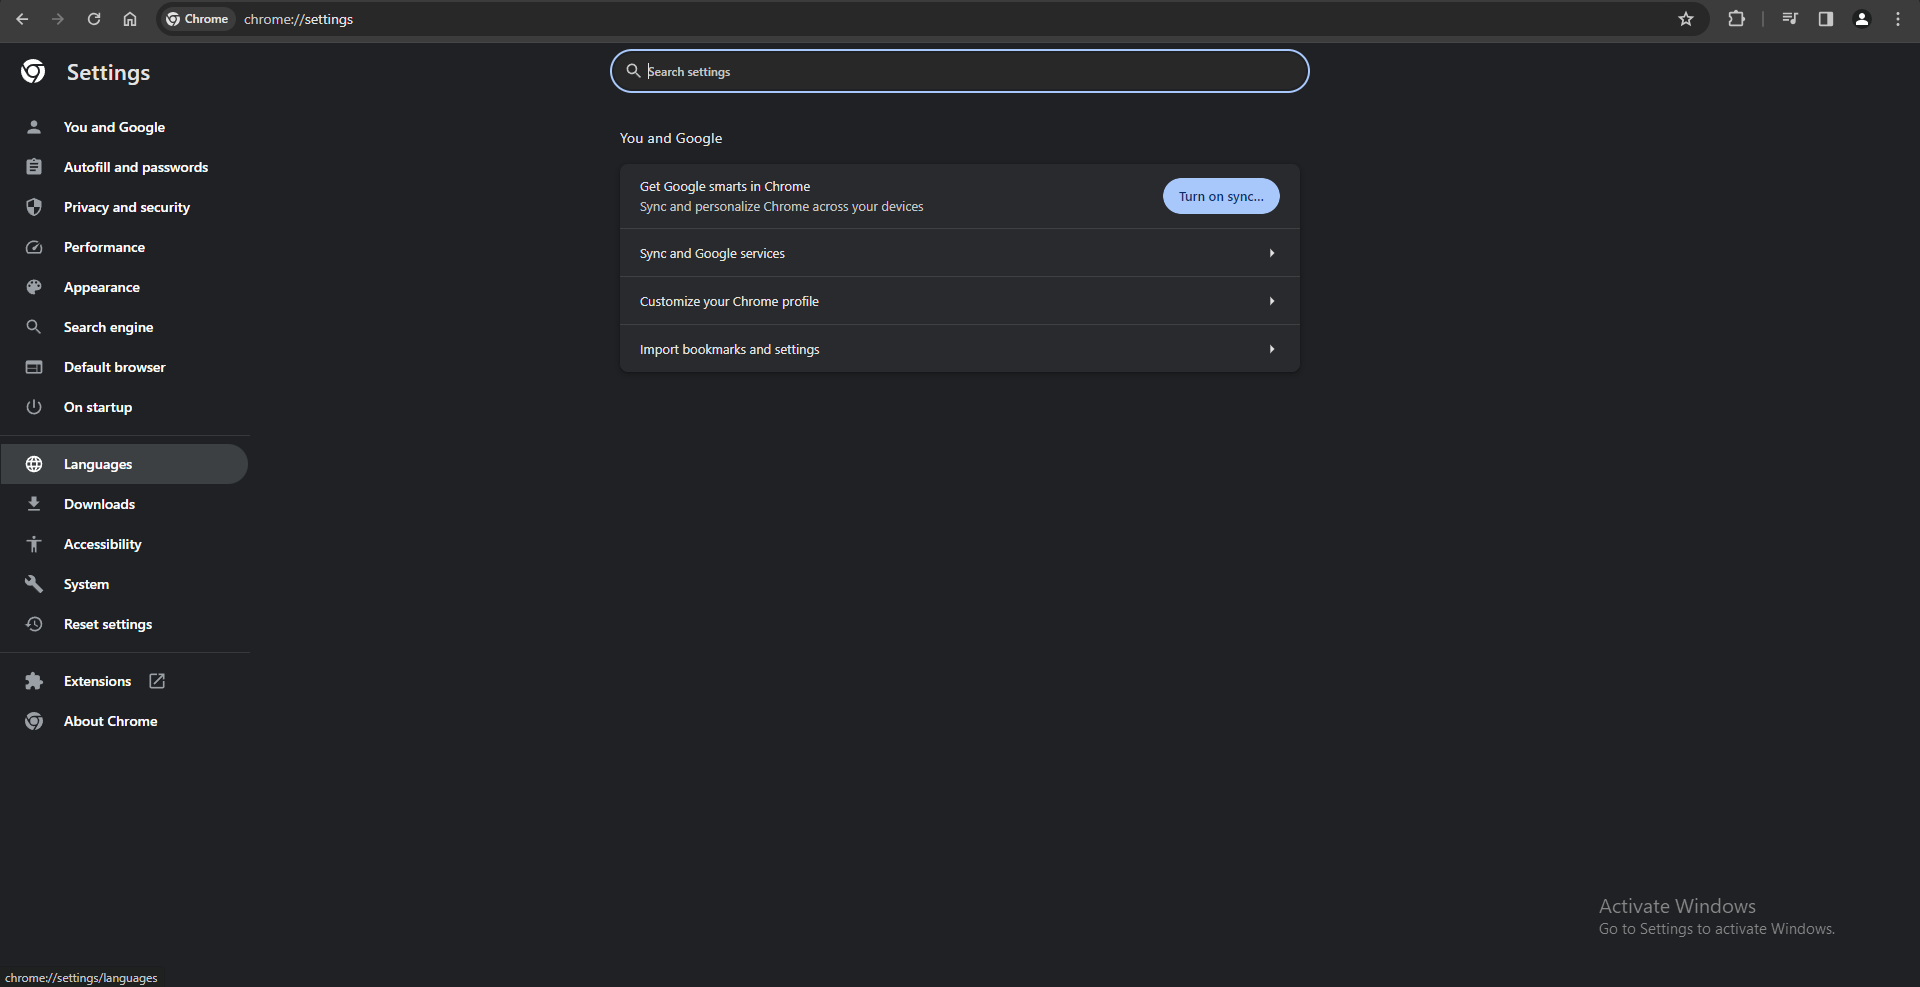 Chrome chrome://settings
Settings
Search settings
You and Google
Autofill and passwords
Privacy and security
Performance
Appearance
Search engine
Default browser
On startup
Languages
Downloads
Accessibility
System
Reset settings
Extensions
About Chrome
You and Google
Get Google smarts in Chrome
Sync and personalize Chrome across your devices
Turn on sync...
Sync and Google services
Customize your Chrome profile
Import bookmarks and settings
Activate Windows
Go to Settings to activate Windows.
chrome://settings/languages